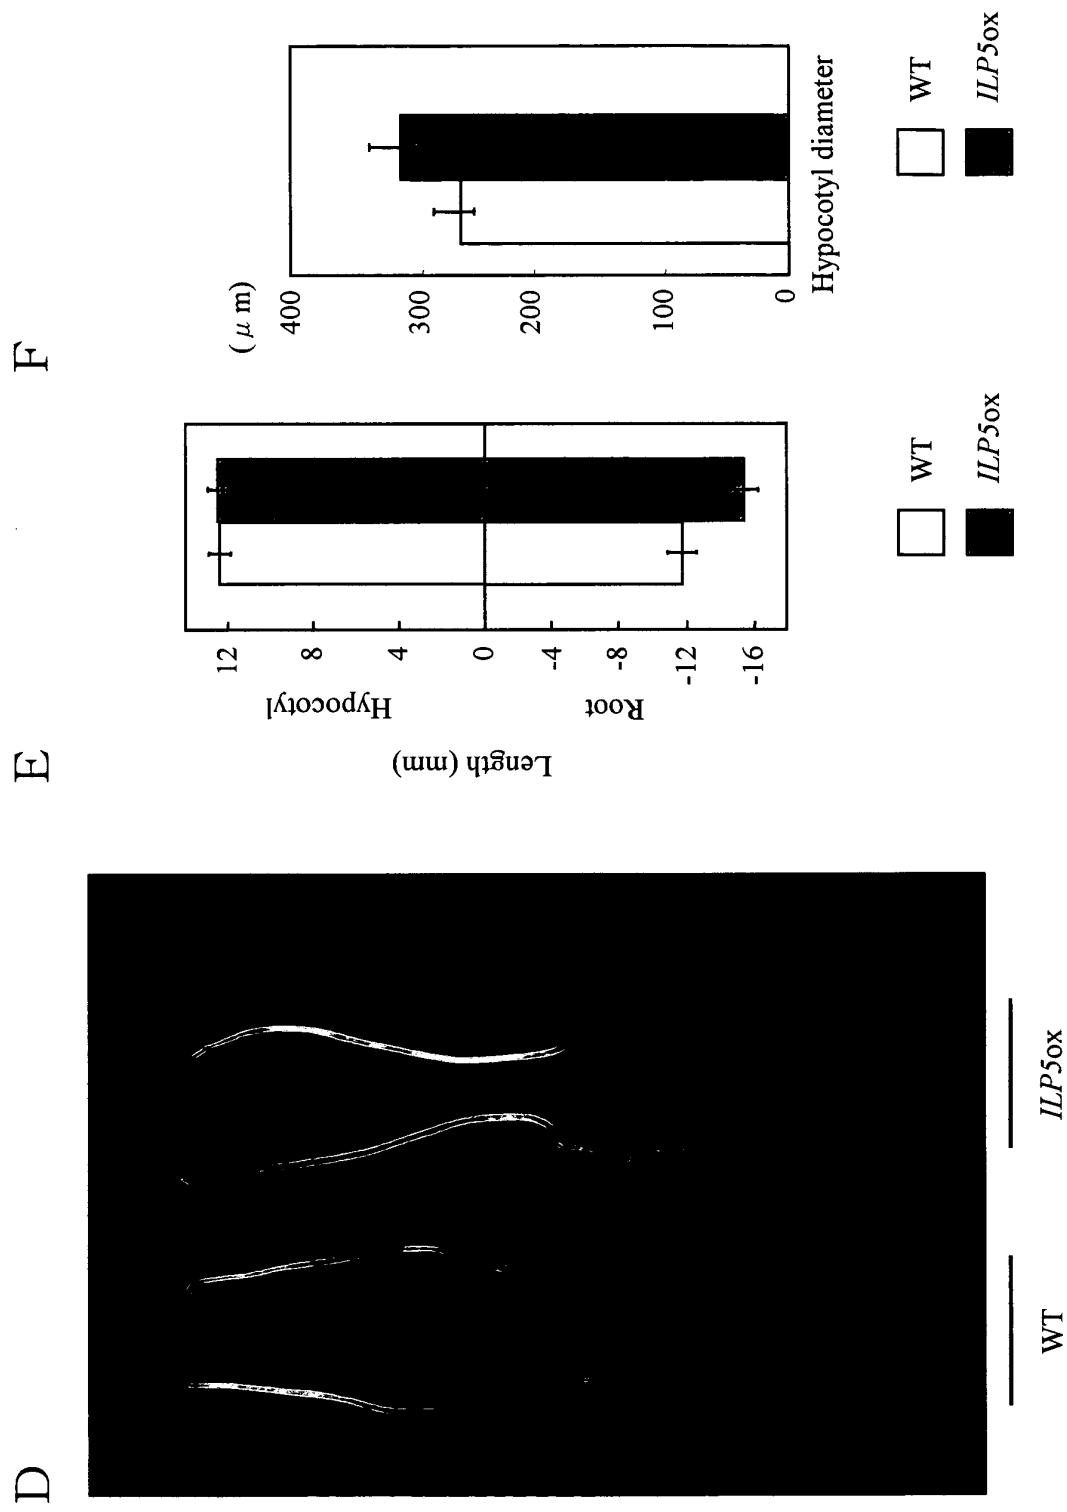 D
WT
ILP5ox
E
Length (mm)
Hypocotyl
Root
12
8
4
0
-4
-8
-12
-16
WT
ILP5ox
F
(μm)
400
300
200
100
0
Hypocotyl diameter
WT
ILP5ox